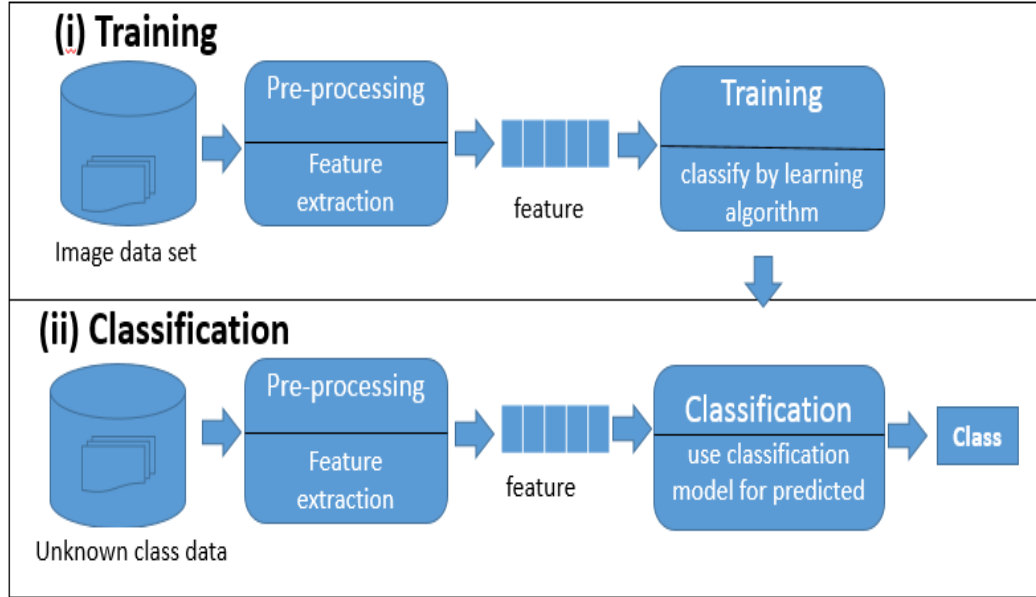 (i) Training
Pre-processing
Feature
extraction
feature
Training
classify by learning
algorithm
Image data set
(ii) Classification
Pre-processing
Feature
extraction
feature
Classification
use classification
model for predicted
Class
Unknown class data